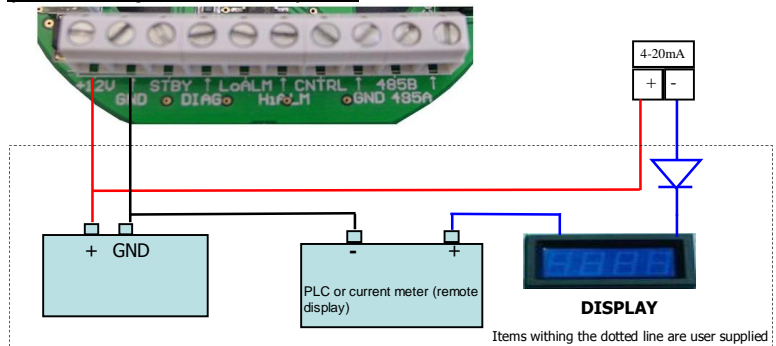 4-20mA
+ -
+12V STBY ↑ LoALM ↑ CNTRL ↑ 485B ↑
GND DIAG HiALM GND 485A
+ GND
- +
PLC or current meter (remote
display)
DISPLAY
Items withing the dotted line are user supplied